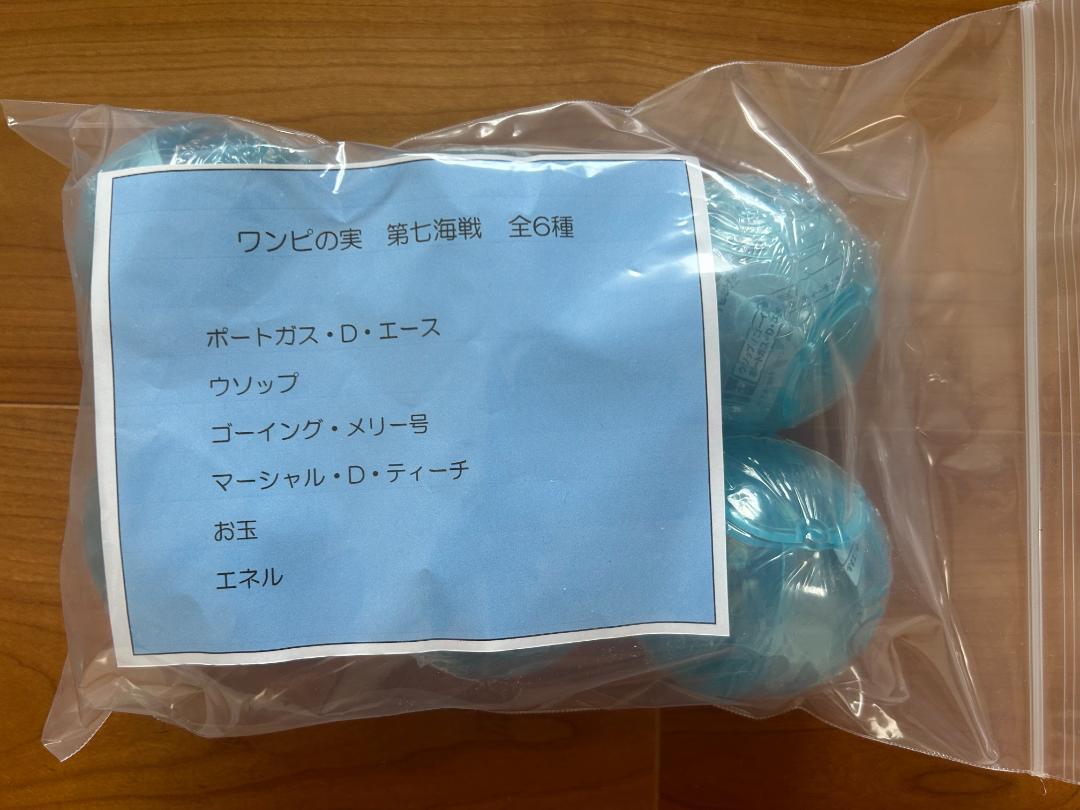 ワンピの実　第七海戦　全6種
ポートガス・D・エース
ウソップ
ゴーイング・メリー号
マーシャル・D・ティーチ
お玉
エネル